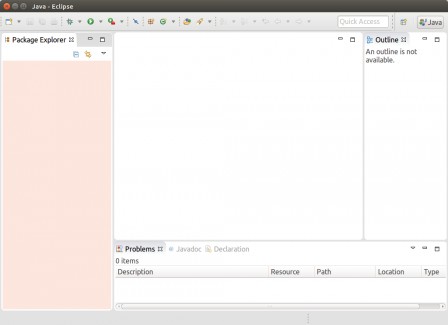 Java - Eclipse
Quick Access
Java
Package Explorer
Outline
An outline is not
available.
Problems
Javadoc
Declaration
0 items
Description Resource Path Location Type